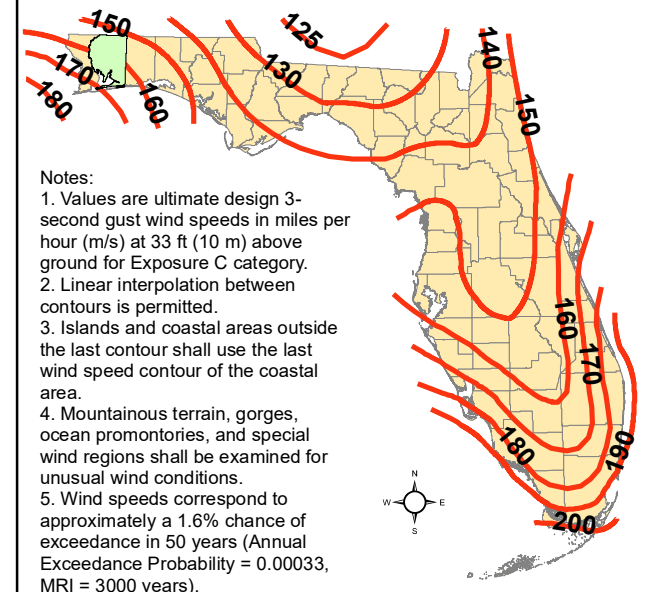 150
125
130
140
170
180
160
150
Notes:
1. Values are ultimate design 3-
second gust wind speeds in miles per
hour (m/s) at 33 ft (10 m) above
ground for Exposure C category.
2. Linear interpolation between
contours is permitted.
3. Islands and coastal areas outside
the last contour shall use the last
wind speed contour of the coastal
area.
4. Mountainous terrain, gorges,
ocean promontories, and special
wind regions shall be examined for
unusual wind conditions.
5. Wind speeds correspond to
approximately a 1.6% chance of
exceedance in 50 years (Annual
Exceedance Probability = 0.00033,
MRI = 3000 years).
160
170
180
190
200
N
W E
S